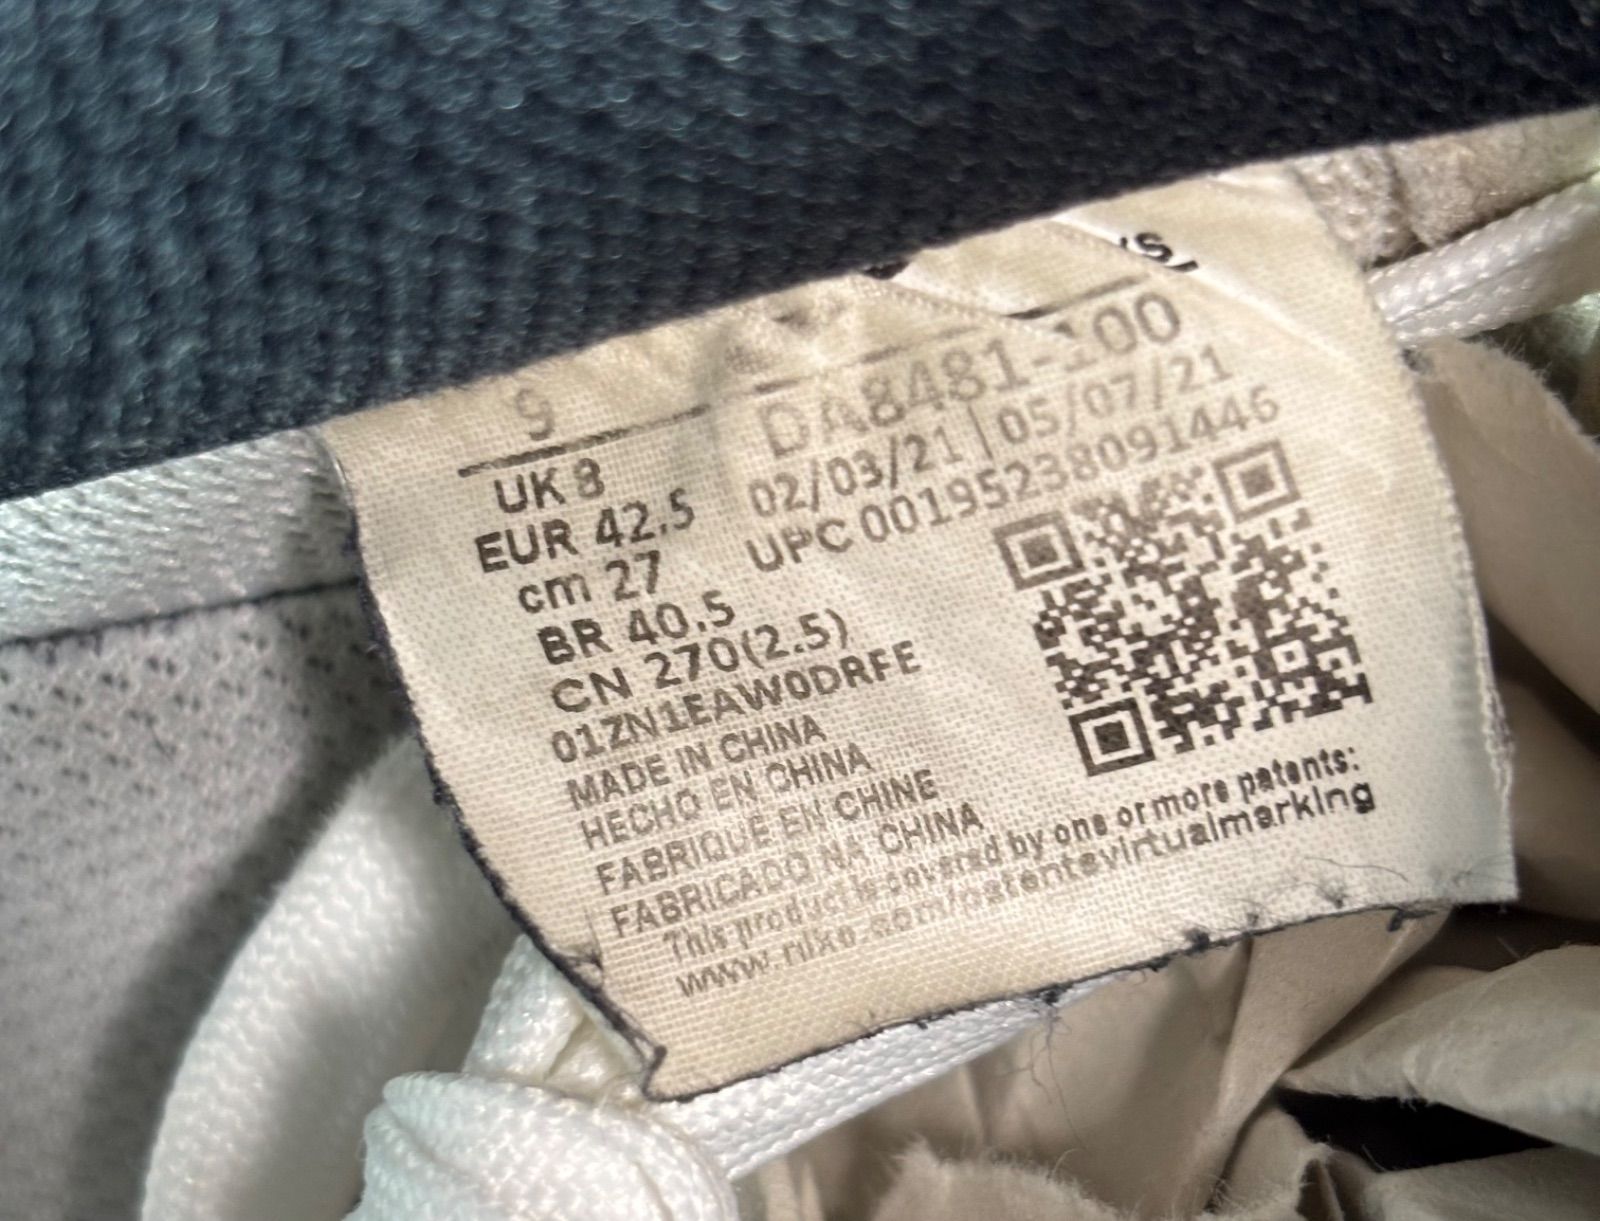 9
UK 8
EUR 42.5
cm 27
BR 40.5
CN 270(2.5)
01ZN1EAW0DRFE
MADE IN CHINA
HECHO EN CHINA
FABRIQUE EN CHINE
FABRICADO NA CHINA
This product is covered by one or more patents:
www.nike.com/patentsvirtualmarking
DA8481-100
02/03/21 | 05/07/21
UPC 00195238091446